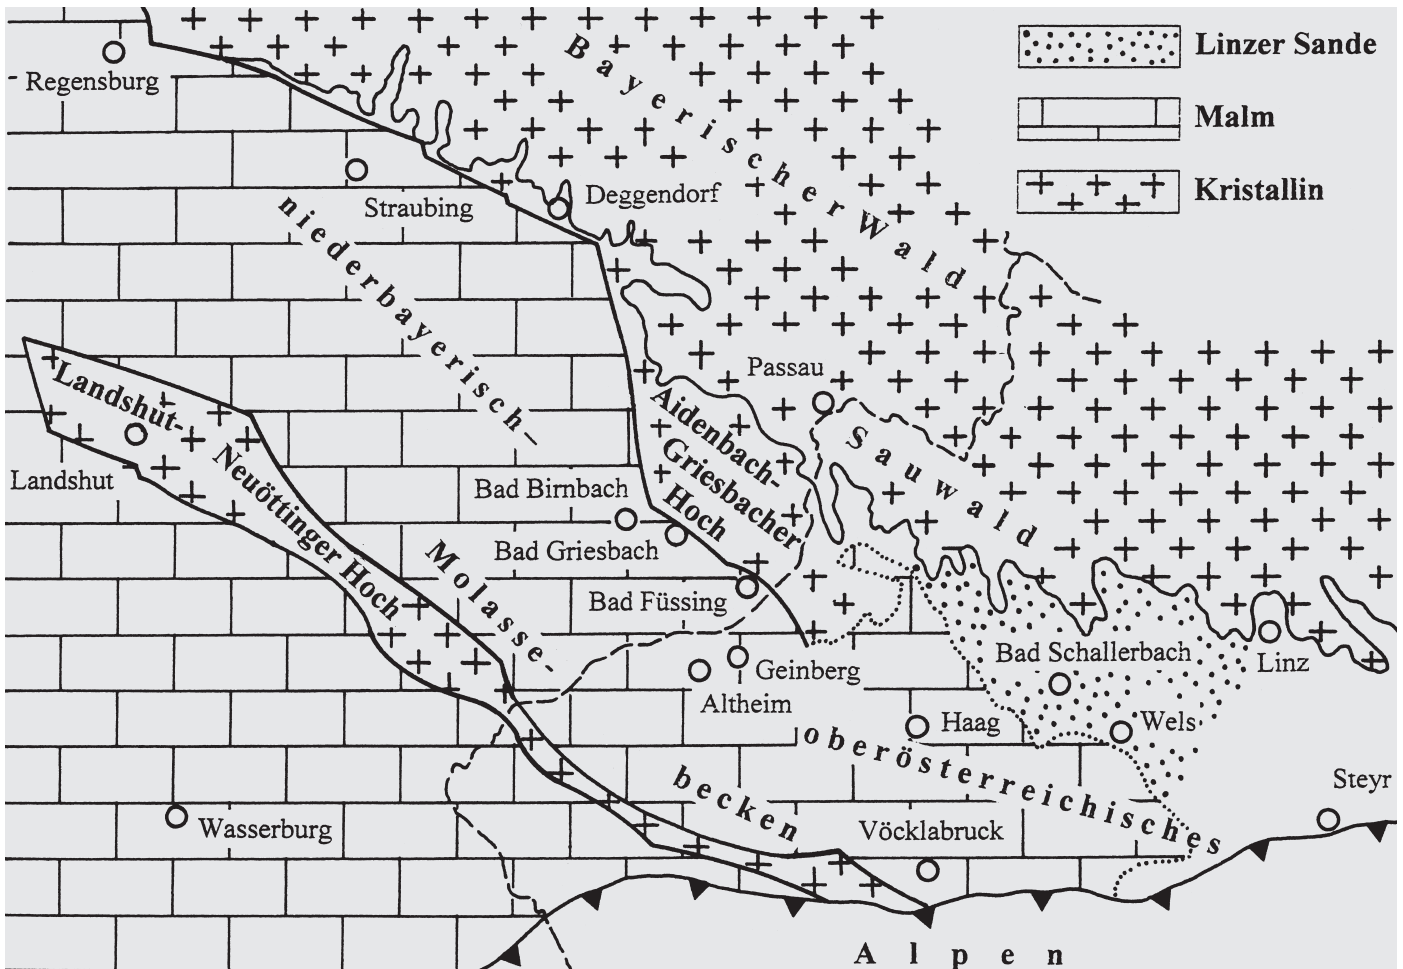 Linzer Sande
Malm
Kristallin
Regensburg
Bayerischer Wald
Straubing
Deggendorf
niederbayerisch-
Passau
Landshut-
Neuöttinger Hoch
Landshut
Aidenbach-
Griesbacher
Hoch
Sauwald
Bad Birnbach
Bad Griesbach
Bad Füssing
Molasse-
Geinberg
Altheim
Bad Schallerbach
Linz
Haag
Wels
oberösterreichisches
becken
Steyr
Wasserburg
Vöcklabruck
Alpen